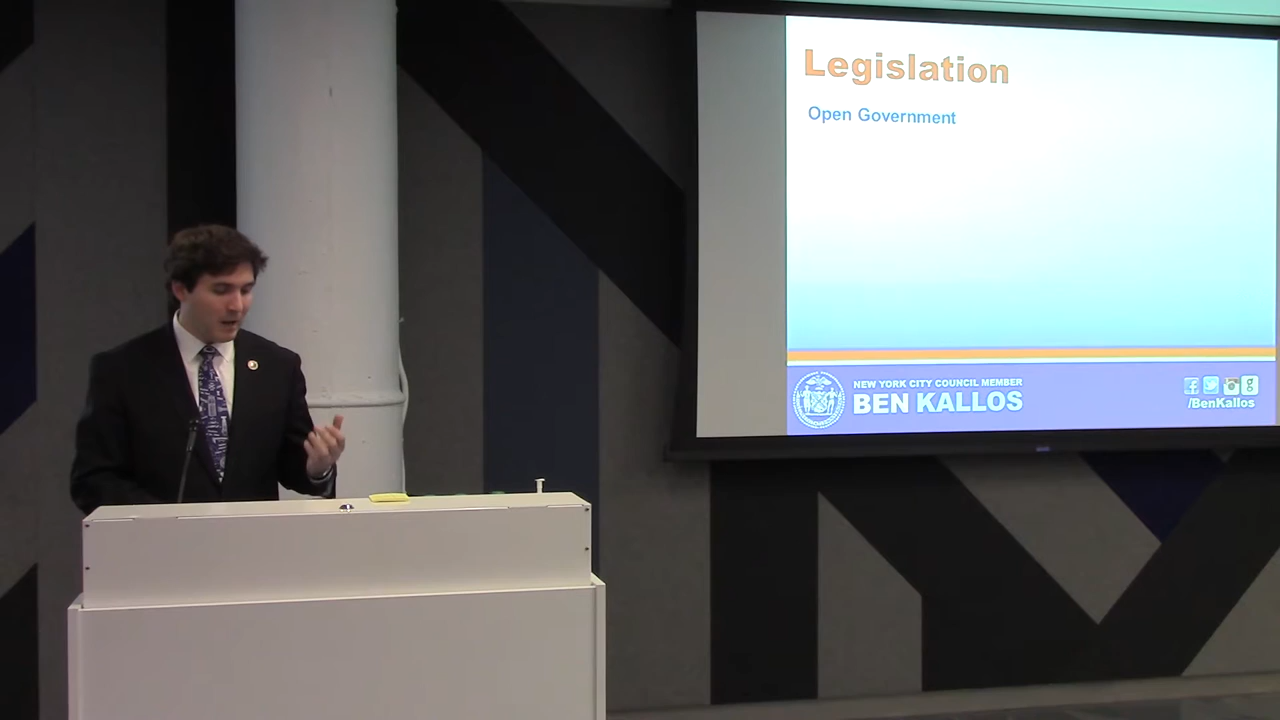 Legislation
Open Government
NEW YORK CITY COUNCIL MEMBER
BEN KALLOS
/BenKallos